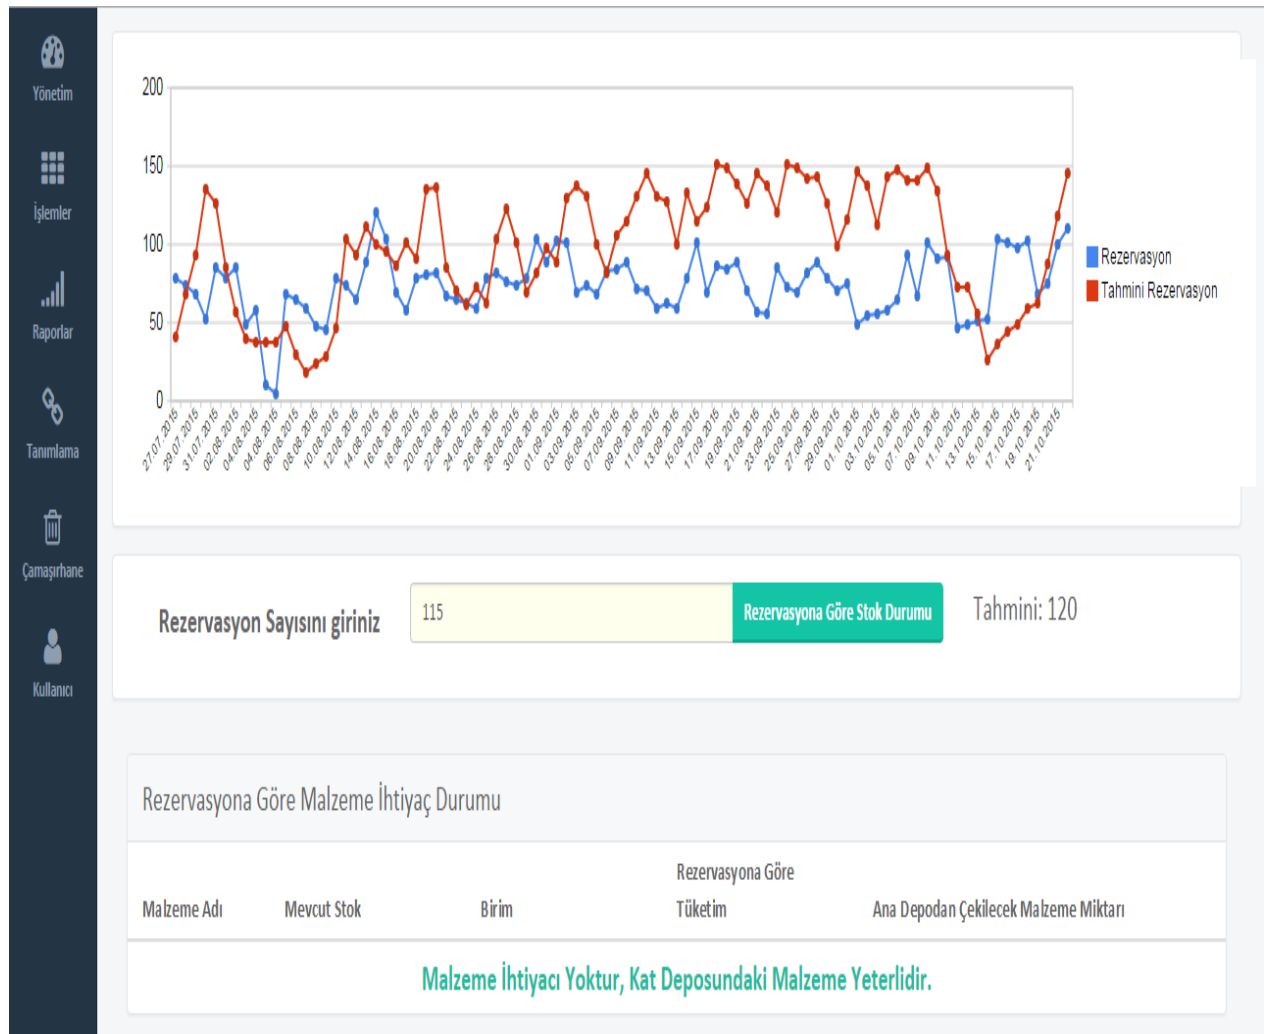 Yönetim
İşlemler
Raporlar
Tanımlama
Çamaşırhane
Kullanıcı
200
150
100
50
0
27.07.2015
29.07.2015
31.07.2015
02.08.2015
04.08.2015
04.08.2015
06.08.2015
08.08.2015
10.08.2015
12.08.2015
14.08.2015
16.08.2015
18.08.2015
20.08.2015
22.08.2015
24.08.2015
26.08.2015
28.08.2015
30.08.2015
01.09.2015
03.09.2015
05.09.2015
07.09.2015
09.09.2015
11.09.2015
13.09.2015
15.09.2015
17.09.2015
19.09.2015
21.09.2015
23.09.2015
25.09.2015
27.09.2015
29.09.2015
01.10.2015
03.10.2015
05.10.2015
07.10.2015
09.10.2015
11.10.2015
13.10.2015
15.10.2015
17.10.2015
19.10.2015
21.10.2015
Rezervasyon
Tahmini Rezervasyon
Rezervasyon Sayısını giriniz
115
Rezervasyona Göre Stok Durumu
Tahmini: 120
Rezervasyona Göre Malzeme İhtiyaç Durumu
Malzeme Adı
Mevcut Stok
Birim
Rezervasyona Göre
Tüketim
Ana Depodan Çekilecek Malzeme Miktarı
Malzeme İhtiyacı Yoktur, Kat Deposundaki Malzeme Yeterlidir.